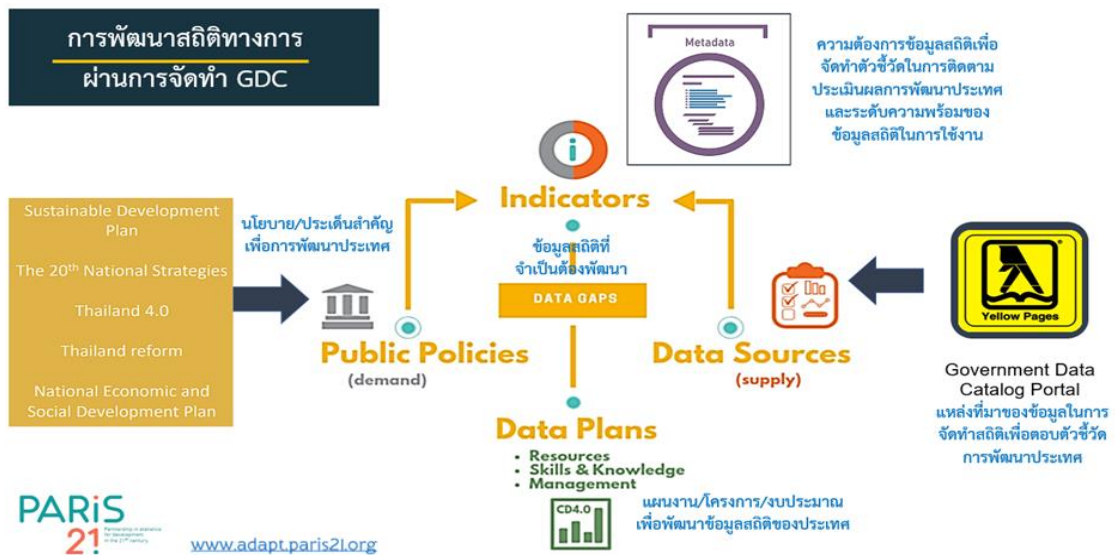 การพัฒนาสถิติทางการ
ผ่านการจัดทำ GDC
Metadata
ความต้องการข้อมูลสถิติเพื่อ
จัดทำตัวชี้วัดในการติดตาม
ประเมินผลการพัฒนาประเทศ
และระดับความพร้อมของ
ข้อมูลสถิติในการใช้งาน
i
Indicators
Sustainable Development
Plan
The 20th National Strategies
Thailand 4.0
Thailand reform
National Economic and
Social Development Plan
นโยบาย/ประเด็นสำคัญ
เพื่อการพัฒนาประเทศ
ข้อมูลสถิติที่
จำเป็นต้องพัฒนา
DATA GAPS
Public Policies
(demand)
Data Sources
(supply)
Yellow Pages
Government Data
Catalog Portal
แหล่งที่มาของข้อมูลในการ
จัดทำสถิติเพื่อตอบตัวชี้วัด
การพัฒนาประเทศ
Data Plans
• Resources
• Skills & Knowledge
• Management
CD4.0
แผนงาน/โครงการ/งบประมาณ
เพื่อพัฒนาข้อมูลสถิติของประเทศ
PARiS
21
Partnership in statistics
for development
in the 21st century
www.adapt.paris21.org